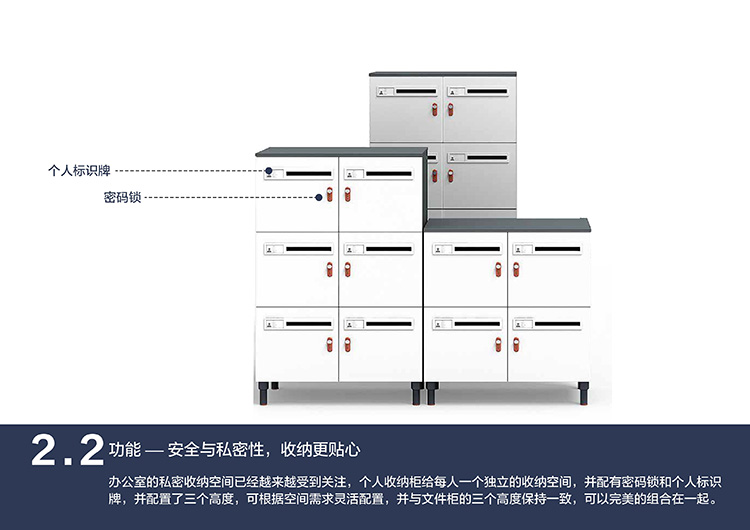 个人标识牌
密码锁
2.2 功能 — 安全与私密性，收纳更贴心
办公室的私密收纳空间已经越来越受到关注，个人收纳柜给每人一个独立的收纳空间，并配有密码锁和个人标识
牌，并配置了三个高度，可根据空间需求灵活配置，并与文件柜的三个高度保持一致，可以完美的组合在一起。